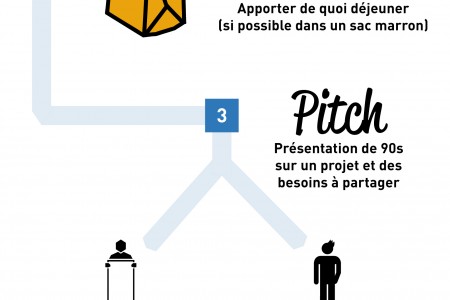 Apporter de quoi déjeuner
(si possible dans un sac marron)
3
Pitch
Présentation de 90s
sur un projet et des
besoins à partager